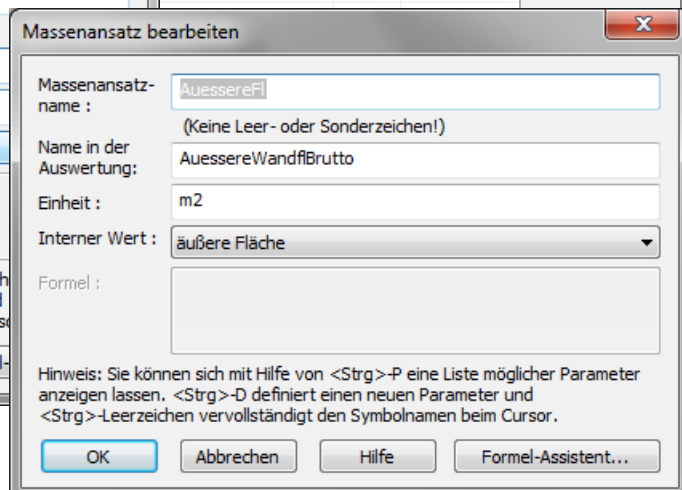 Massenansatz bearbeiten
Massenansatz-
name :
AuessereFl
(Keine Leer- oder Sonderzeichen!)
Name in der
Auswertung:
AuessereWandflBrutto
Einheit :
m2
Interner Wert :
äußere Fläche
Formel :
Hinweis: Sie können sich mit Hilfe von <Strg>-P eine Liste möglicher Parameter
anzeigen lassen. <Strg>-D definiert einen neuen Parameter und
<Strg>-Leerzeichen vervollständigt den Symbolnamen beim Cursor.
OK
Abbrechen
Hilfe
Formel-Assistent...